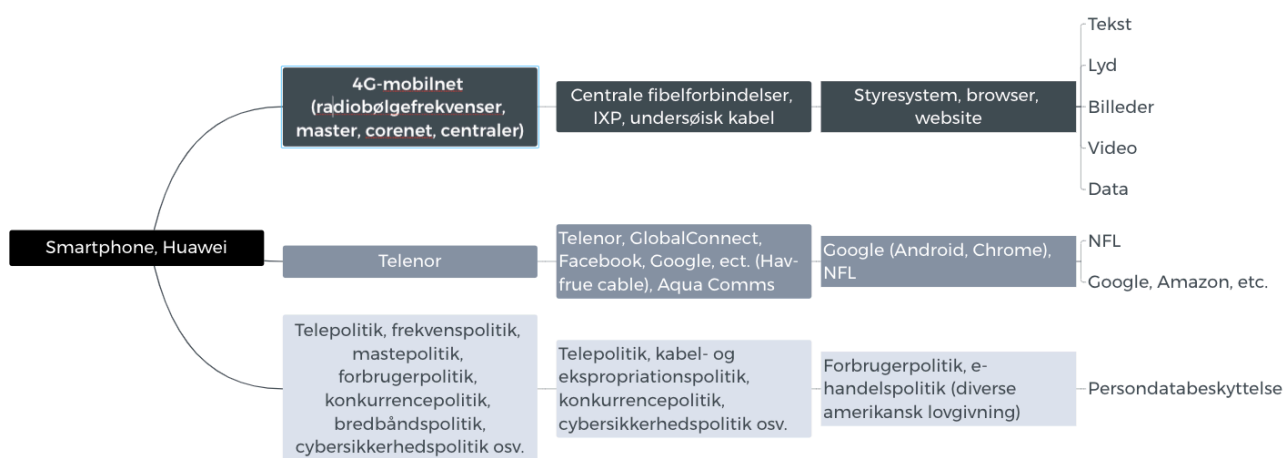 Smartphone, Huawei
4G-mobilnet
(radiobølgefrekvenser,
master, corenet, centraler)
Centrale fibelforbindelser,
IXP, undersøisk kabel
Styresystem, browser,
website
Tekst
Lyd
Billeder
Video
Data
Telenor
Telenor, GlobalConnect,
Facebook, Google, ect. (Hav-
frue cable), Aqua Comms
Google (Android, Chrome),
NFL
NFL
Google, Amazon, etc.
Telepolitik, frekvenspolitik,
mastepolitik,
forbrugerpolitik,
konkurrencepolitik,
bredbåndspolitik,
cybersikkerhedspolitik osv.
Telepolitik, kabel- og
ekspropriationspolitik,
konkurrencepolitik,
cybersikkerhedspolitik osv.
Forbrugerpolitik, e-
handelspolitik (diverse
amerikansk lovgivning)
Persondatabeskyttelse